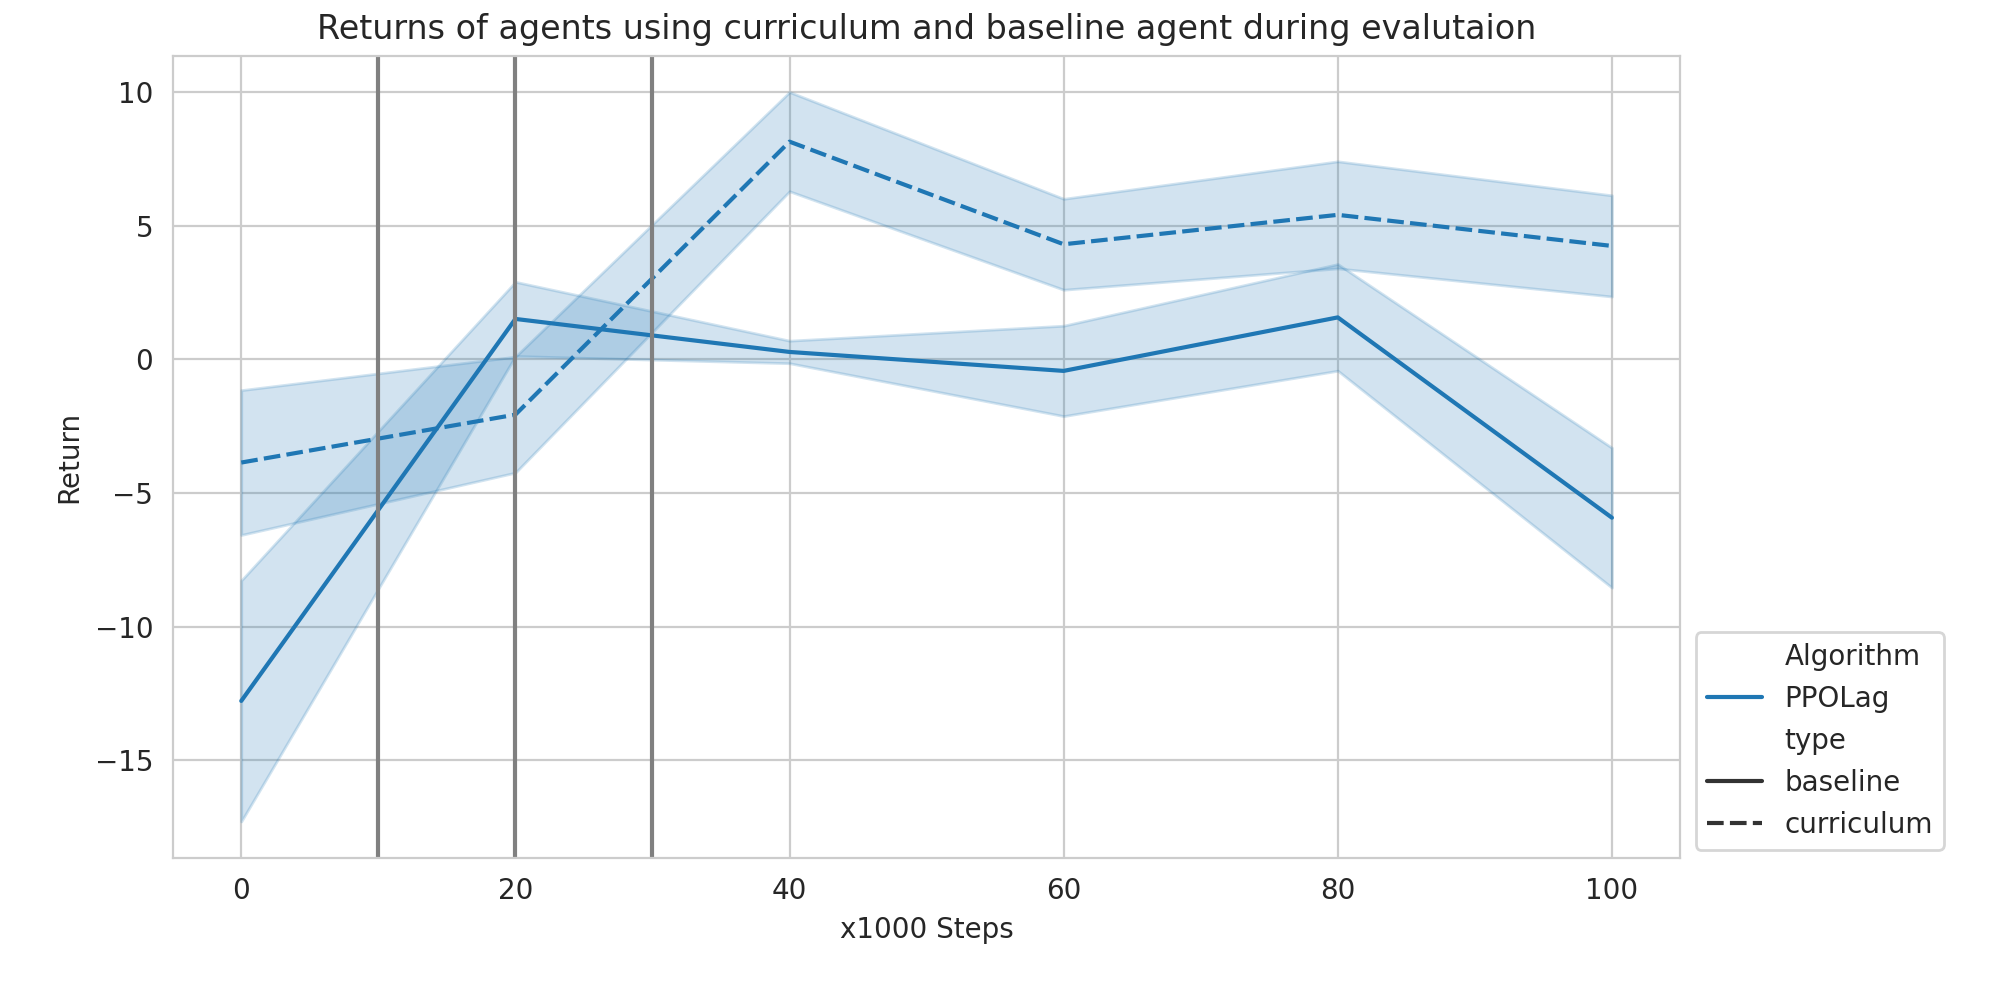 Returns of agents using curriculum and baseline agent during evalutaion
10
5
0
−5
−10
−15
Return
0 20 40 60 80 100
x1000 Steps
Algorithm
PPOLag
type
baseline
curriculum